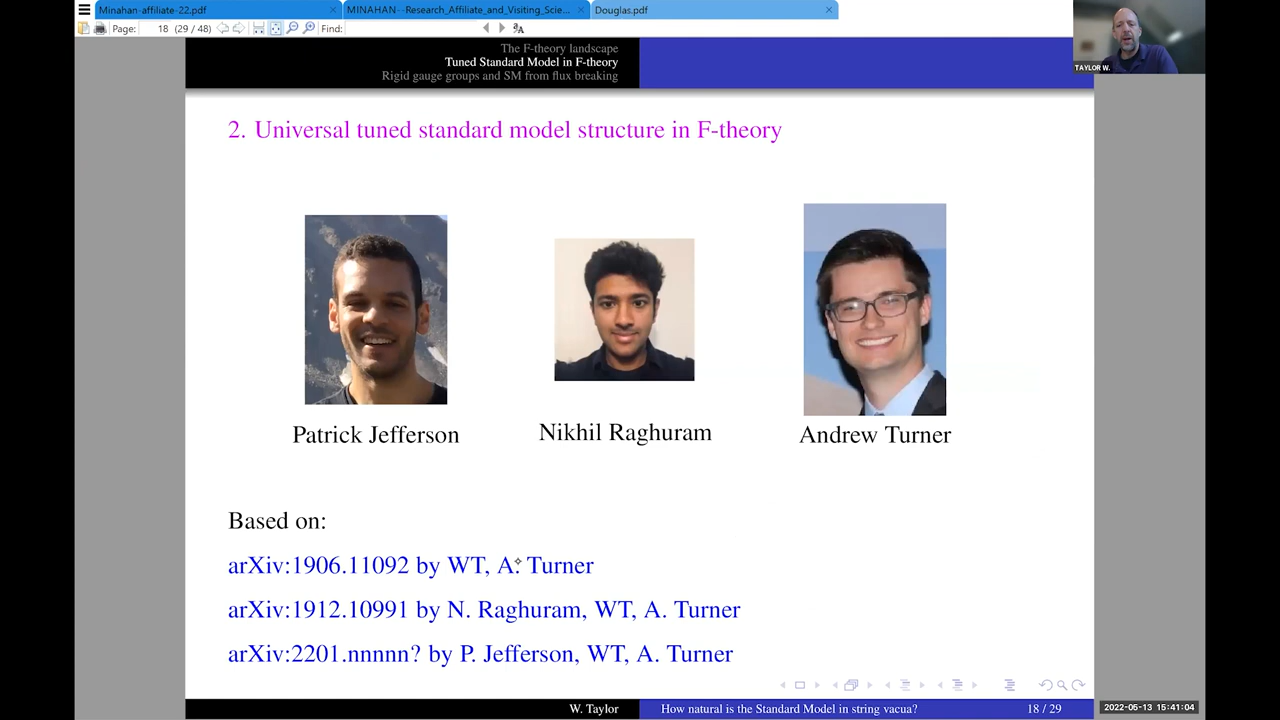 Minahan-affiliate-22.pdf
MINAHAN--Research_Affiliate_and_Visiting_Scie...
Douglas.pdf
Page: 18 (29 / 48) Find:
The F-theory landscape
Tuned Standard Model in F-theory
Rigid gauge groups and SM from flux breaking
TAYLOR W.
2. Universal tuned standard model structure in F-theory
Patrick Jefferson
Nikhil Raghuram
Andrew Turner
Based on:
arXiv:1906.11092 by WT, A. Turner
arXiv:1912.10991 by N. Raghuram, WT, A. Turner
arXiv:2201.nnnnn? by P. Jefferson, WT, A. Turner
W. Taylor
How natural is the Standard Model in string vacua?
18 / 29
2022-05-13 15:41:04